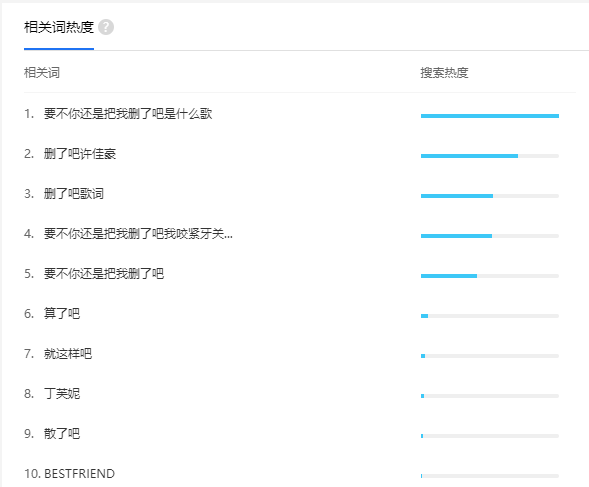 相关词热度 ?
相关词 搜索热度
1. 要不你还是把我删了吧是什么歌
2. 删了吧许佳豪
3. 删了吧歌词
4. 要不你还是把我删了吧我咬紧牙关...
5. 要不你还是把我删了吧
6. 算了吧
7. 就这样吧
8. 丁芙妮
9. 散了吧
10. BESTFRIEND